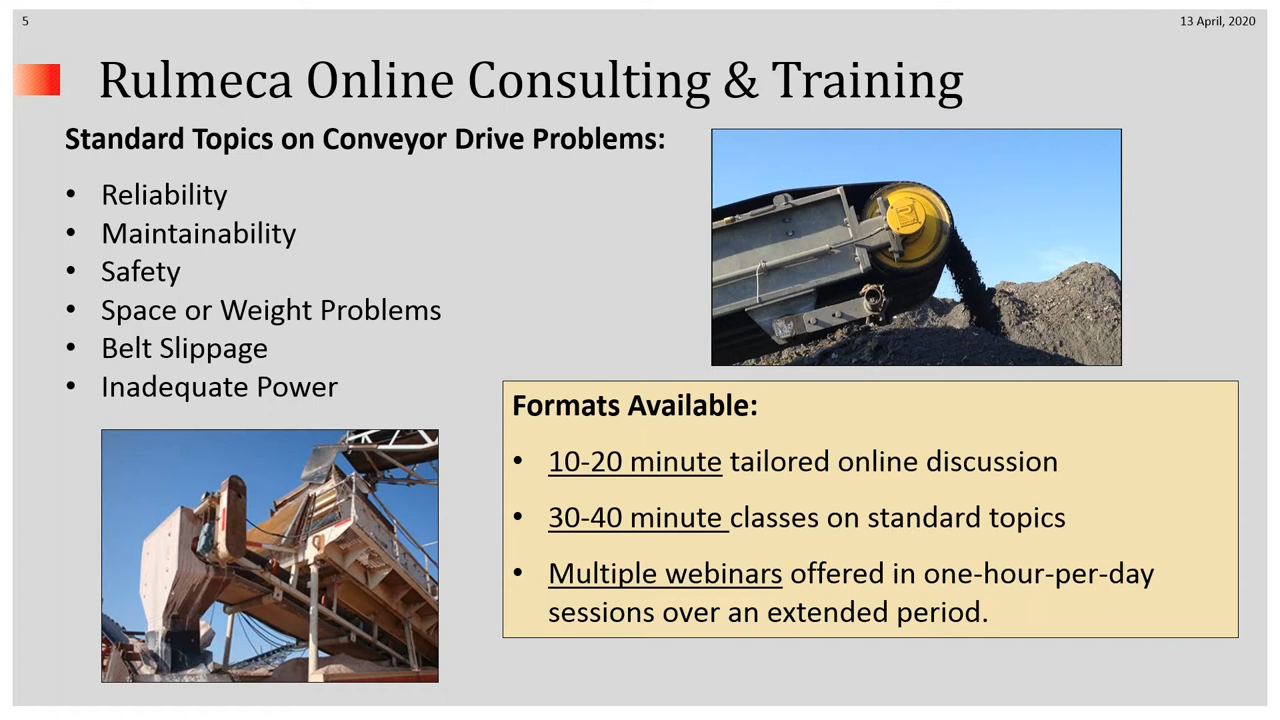 5
13 April, 2020
Rulmeca Online Consulting & Training
Standard Topics on Conveyor Drive Problems:
• Reliability
• Maintainability
• Safety
• Space or Weight Problems
• Belt Slippage
• Inadequate Power
Formats Available:
• 10-20 minute tailored online discussion
• 30-40 minute classes on standard topics
• Multiple webinars offered in one-hour-per-day
sessions over an extended period.